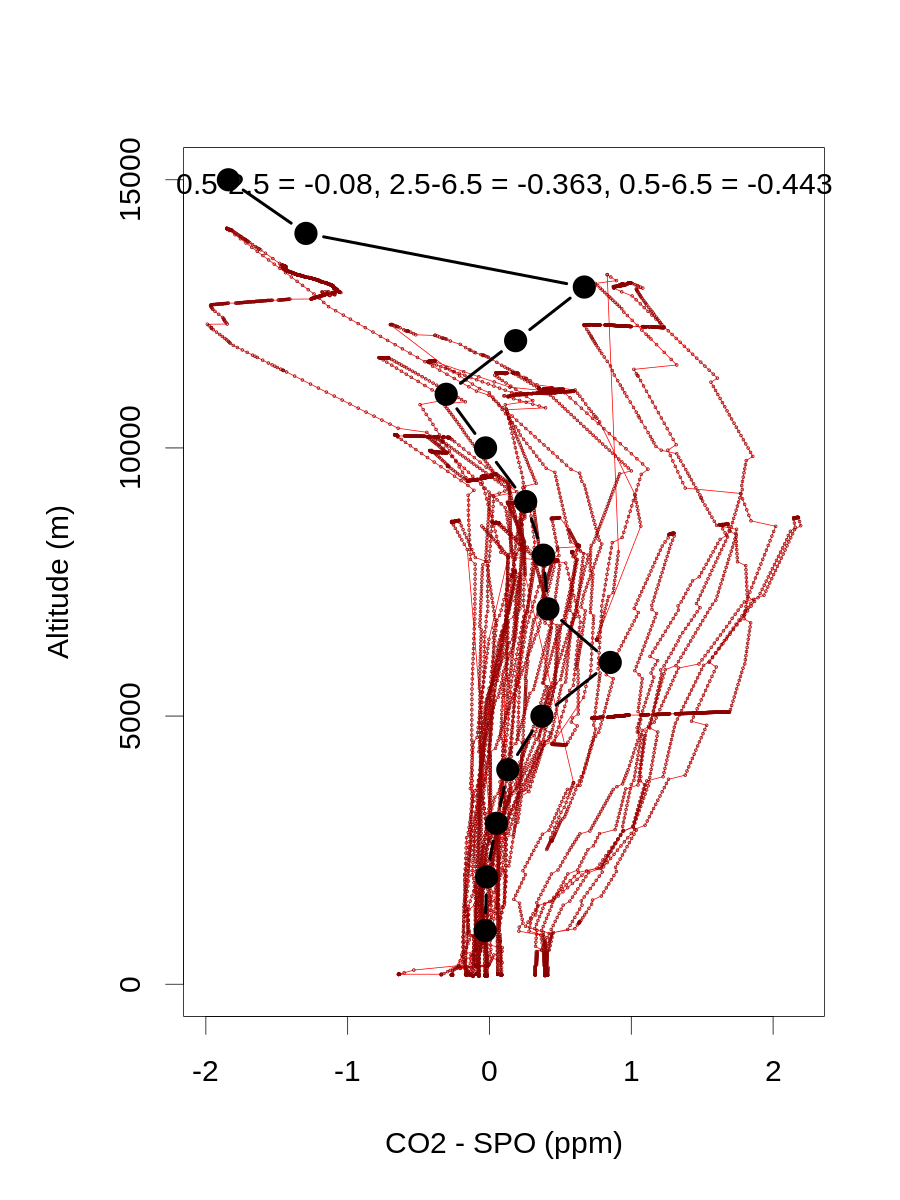 0.5-2.5 = -0.08, 2.5-6.5 = -0.363, 0.5-6.5 = -0.443
15000
10000
5000
0
Altitude (m)
-2 -1 0 1 2
CO2 - SPO (ppm)